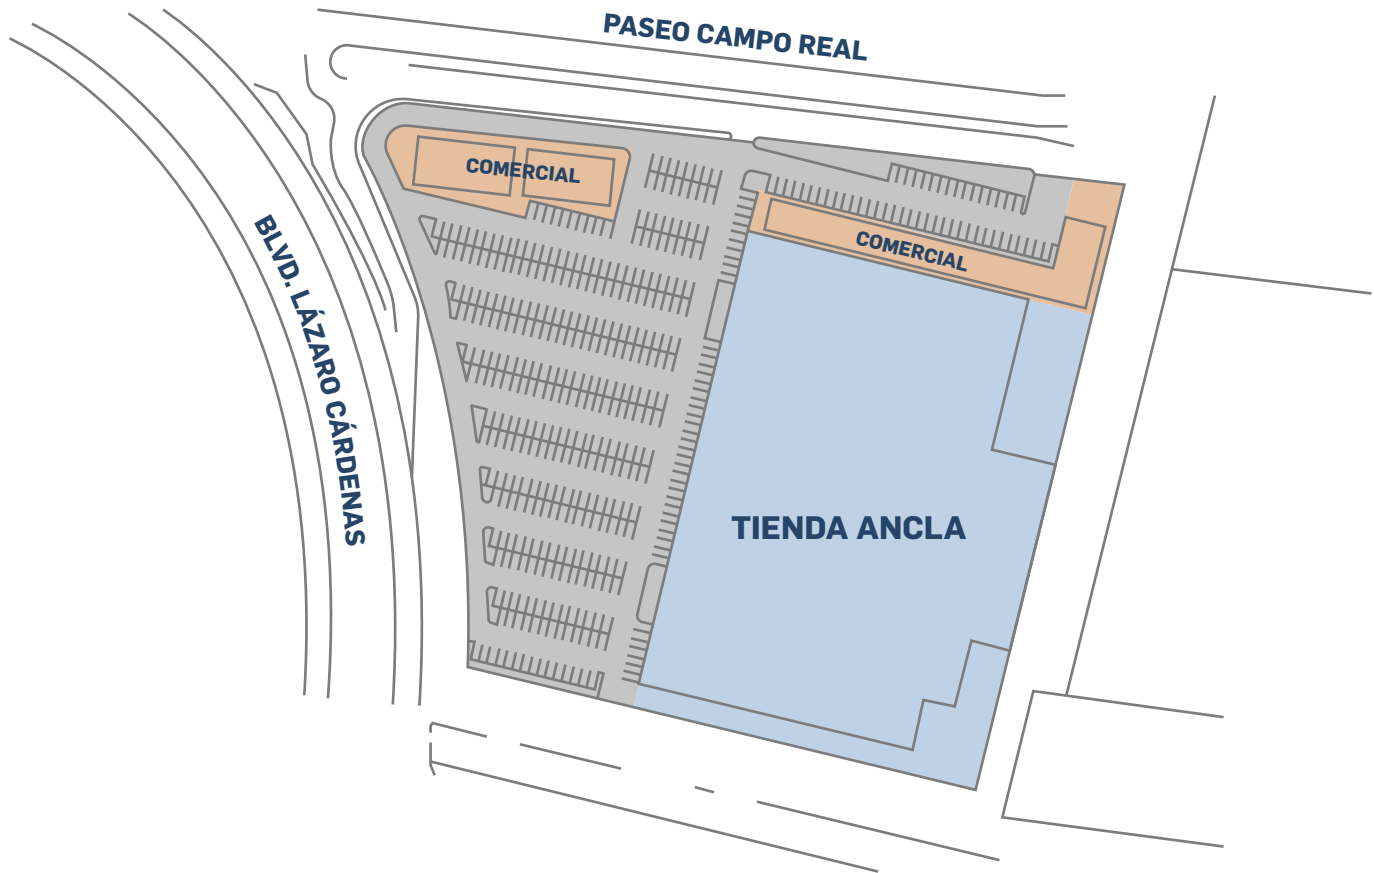 PASEO CAMPO REAL
COMERCIAL
COMERCIAL
BLVD. LÁZARO CÁRDENAS
TIENDA ANCLA